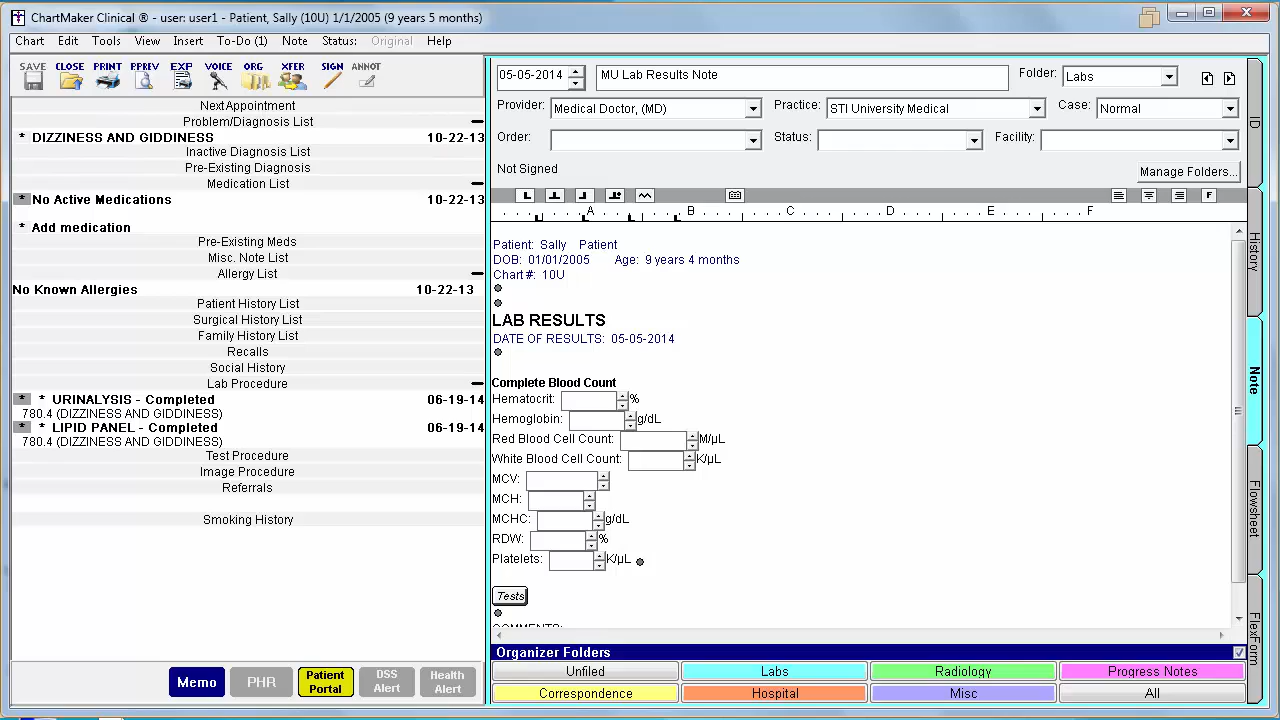 ChartMaker Clinical ® - user: user1 - Patient, Sally (10U) 1/1/2005 (9 years 5 months)
Chart Edit Tools View Insert To-Do (1) Note Status: Original Help
SAVE CLOSE PRINT PPREV EXP VOICE ORG XFER SIGN ANNOT
Next Appointment
Problem/Diagnosis List
* DIZZINESS AND GIDDINESS 10-22-13
Inactive Diagnosis List
Pre-Existing Diagnosis
Medication List
* No Active Medications 10-22-13
* Add medication
Pre-Existing Meds
Misc. Note List
Allergy List
No Known Allergies 10-22-13
Patient History List
Surgical History List
Family History List
Recalls
Social History
Lab Procedure
* * URINALYSIS - Completed 06-19-14
780.4 (DIZZINESS AND GIDDINESS)
* * LIPID PANEL - Completed 06-19-14
780.4 (DIZZINESS AND GIDDINESS)
Test Procedure
Image Procedure
Referrals
Smoking History
Memo PHR Patient Portal DSS Alert Health Alert
05-05-2014 MU Lab Results Note Folder: Labs
Provider: Medical Doctor, (MD) Practice: STI University Medical Case: Normal
Order: Status: Facility:
Not Signed
Manage Folders...
F
A B C D E F
Patient: Sally Patient
DOB: 01/01/2005 Age: 9 years 4 months
Chart #: 10U
LAB RESULTS
DATE OF RESULTS: 05-05-2014
Complete Blood Count
Hematocrit: %
Hemoglobin: g/dL
Red Blood Cell Count: M/µL
White Blood Cell Count: K/µL
MCV:
MCH:
MCHC: g/dL
RDW: %
Platelets: K/µL
Tests
COMMENTS:
Organizer Folders
Unfiled Labs Radiology Progress Notes
Correspondence Hospital Misc All
ID
History
Note
Flowsheet
FlexForm